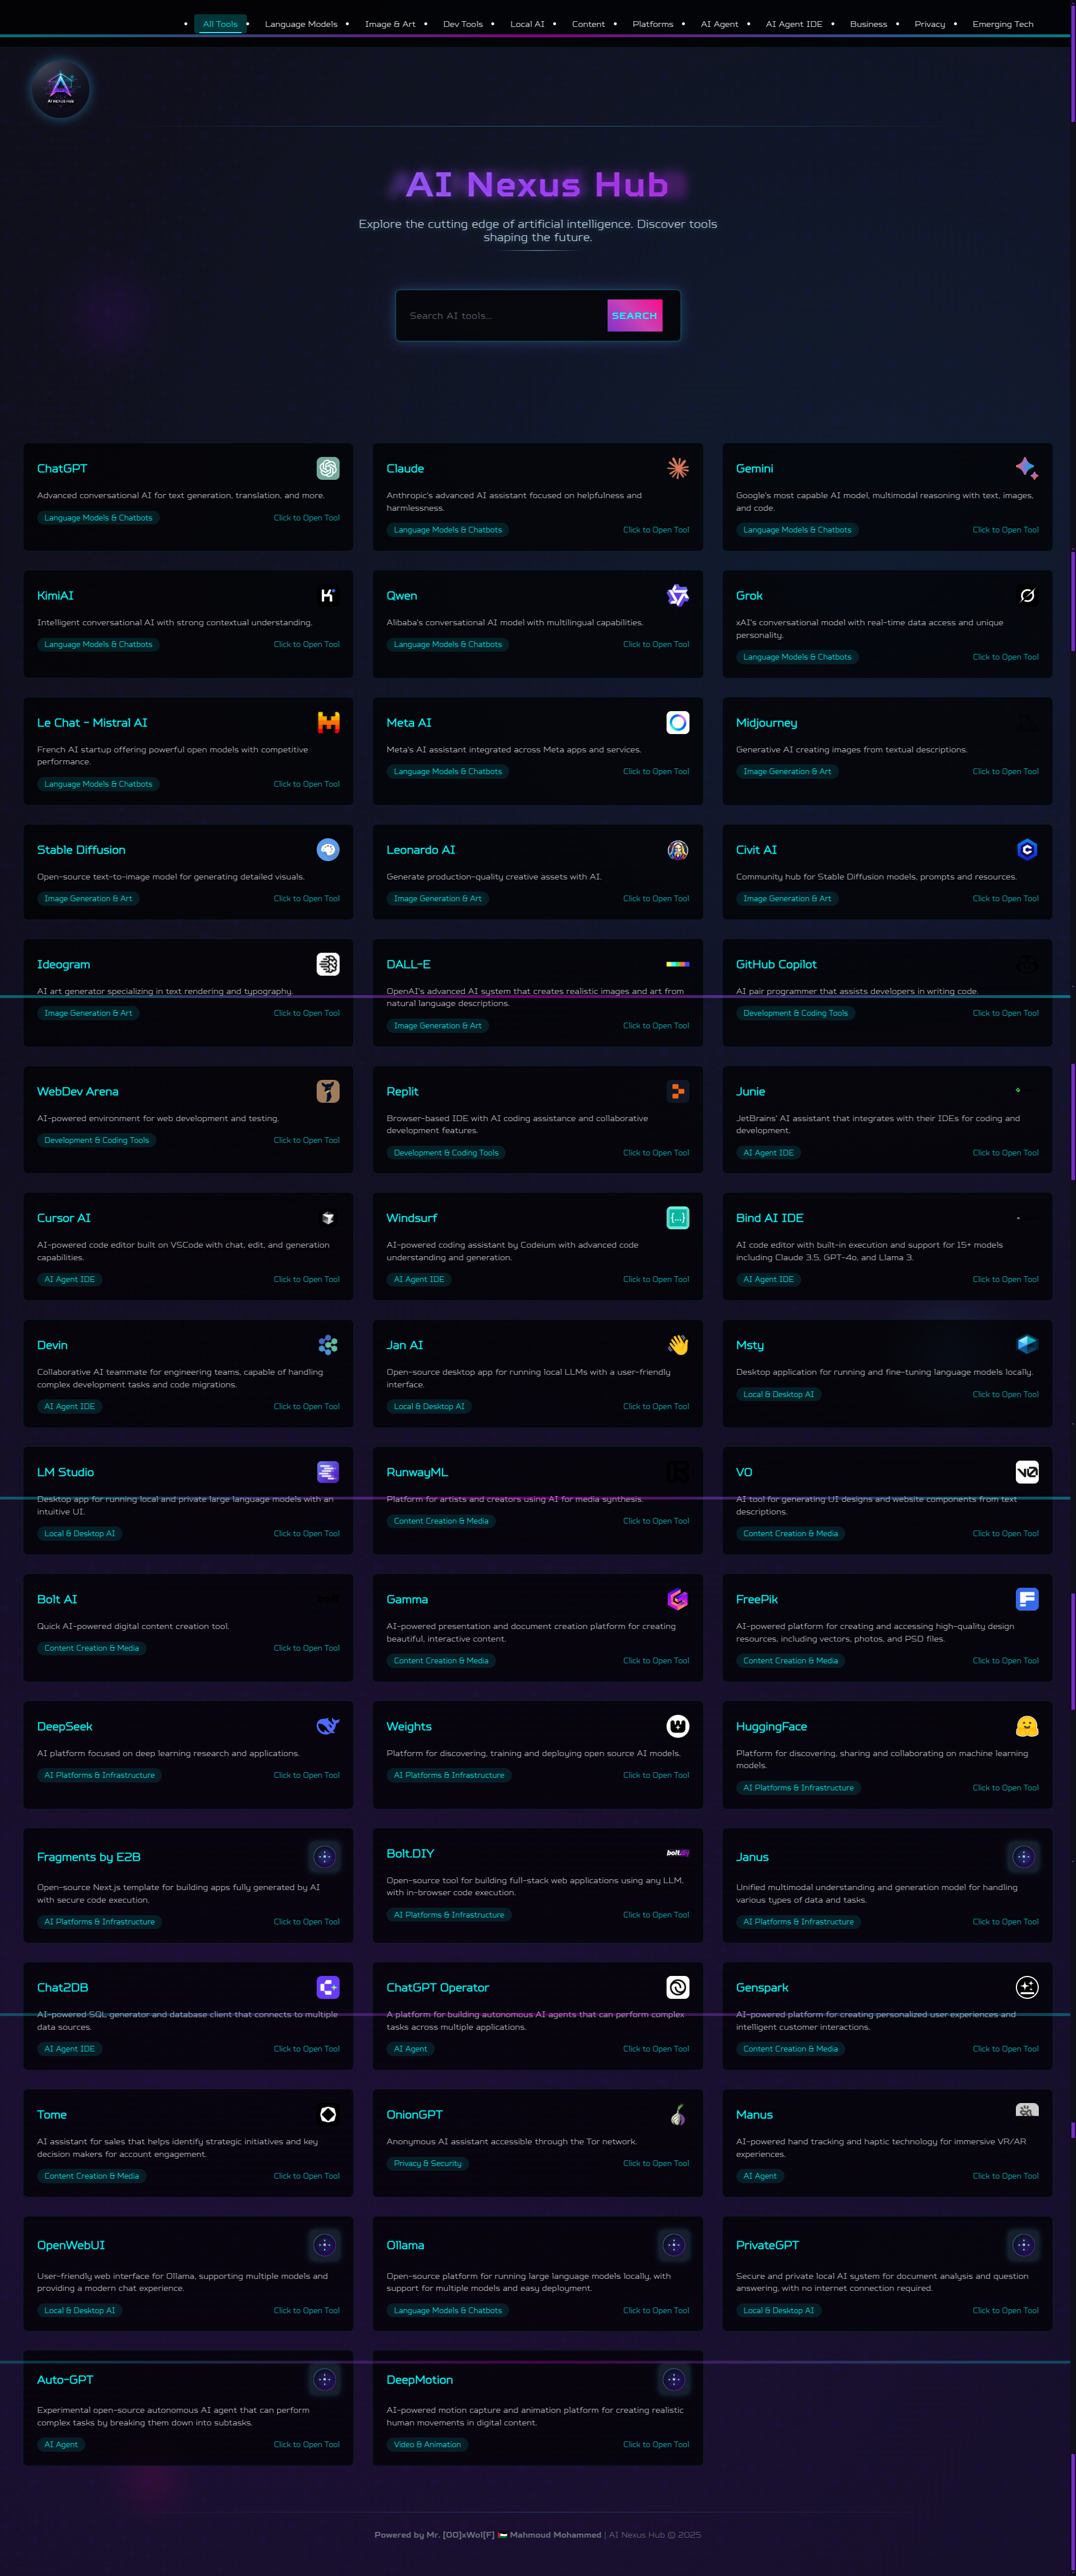 All Tools
Language Models
Image & Art
Dev Tools
Local AI
Content
Platforms
AI Agent
AI Agent IDE
Business
Privacy
Emerging Tech
AI NEXUS HUB
AI Nexus Hub
Explore the cutting edge of artificial intelligence. Discover tools
shaping the future.
Search AI tools...
SEARCH
ChatGPT
Advanced conversational AI for text generation, translation, and more.
Language Models & Chatbots
Click to Open Tool
Claude
Anthropic's advanced AI assistant focused on helpfulness and
harmlessness.
Language Models & Chatbots
Click to Open Tool
Gemini
Google's most capable AI model, multimodal reasoning with text, images,
and code.
Language Models & Chatbots
Click to Open Tool
KimiAI
Intelligent conversational AI with strong contextual understanding.
Language Models & Chatbots
Click to Open Tool
Qwen
Alibaba's conversational AI model with multilingual capabilities.
Language Models & Chatbots
Click to Open Tool
Grok
xAI's conversational model with real-time data access and unique
personality.
Language Models & Chatbots
Click to Open Tool
Le Chat - Mistral AI
French AI startup offering powerful open models with competitive
performance.
Language Models & Chatbots
Click to Open Tool
Meta AI
Meta's AI assistant integrated across Meta apps and services.
Language Models & Chatbots
Click to Open Tool
Midjourney
Generative AI creating images from textual descriptions.
Image Generation & Art
Click to Open Tool
Stable Diffusion
Open-source text-to-image model for generating detailed visuals.
Image Generation & Art
Click to Open Tool
Leonardo AI
Generate production-quality creative assets with AI.
Image Generation & Art
Click to Open Tool
Civit AI
Community hub for Stable Diffusion models, prompts and resources.
Image Generation & Art
Click to Open Tool
Ideogram
AI art generator specializing in text rendering and typography.
Image Generation & Art
Click to Open Tool
DALL-E
OpenAI's advanced AI system that creates realistic images and art from
natural language descriptions.
Image Generation & Art
Click to Open Tool
GitHub Copilot
AI pair programmer that assists developers in writing code.
Development & Coding Tools
Click to Open Tool
WebDev Arena
AI-powered environment for web development and testing.
Development & Coding Tools
Click to Open Tool
Replit
Browser-based IDE with AI coding assistance and collaborative
development features.
Development & Coding Tools
Click to Open Tool
Junie
JetBrains' AI assistant that integrates with their IDEs for coding and
development.
AI Agent IDE
Click to Open Tool
Cursor AI
AI-powered code editor built on VSCode with chat, edit, and generation
capabilities.
AI Agent IDE
Click to Open Tool
Windsurf
{...}
AI-powered coding assistant by Codeium with advanced code
understanding and generation.
AI Agent IDE
Click to Open Tool
Bind AI IDE
AI code editor with built-in execution and support for 15+ models
including Claude 3.5, GPT-4o, and Llama 3.
AI Agent IDE
Click to Open Tool
Devin
Collaborative AI teammate for engineering teams, capable of handling
complex development tasks and code migrations.
AI Agent IDE
Click to Open Tool
Jan AI
Open-source desktop app for running local LLMs with a user-friendly
interface.
Local & Desktop AI
Click to Open Tool
Msty
Desktop application for running and fine-tuning language models locally.
Local & Desktop AI
Click to Open Tool
LM Studio
Desktop app for running local and private large language models with an
intuitive UI.
Local & Desktop AI
Click to Open Tool
RunwayML
Platform for artists and creators using AI for media synthesis.
Content Creation & Media
Click to Open Tool
V0
v0
AI tool for generating UI designs and website components from text
descriptions.
Content Creation & Media
Click to Open Tool
Bolt AI
bolt
Quick AI-powered digital content creation tool.
Content Creation & Media
Click to Open Tool
Gamma
AI-powered presentation and document creation platform for creating
beautiful, interactive content.
Content Creation & Media
Click to Open Tool
FreePik
AI-powered platform for creating and accessing high-quality design
resources, including vectors, photos, and PSD files.
Content Creation & Media
Click to Open Tool
DeepSeek
AI platform focused on deep learning research and applications.
AI Platforms & Infrastructure
Click to Open Tool
Weights
Platform for discovering, training and deploying open source AI models.
AI Platforms & Infrastructure
Click to Open Tool
HuggingFace
Platform for discovering, sharing and collaborating on machine learning
models.
AI Platforms & Infrastructure
Click to Open Tool
Fragments by E2B
Open-source Next.js template for building apps fully generated by AI
with secure code execution.
AI Platforms & Infrastructure
Click to Open Tool
Bolt.DIY
bolt.diy
Open-source tool for building full-stack web applications using any LLM,
with in-browser code execution.
AI Platforms & Infrastructure
Click to Open Tool
Janus
Unified multimodal understanding and generation model for handling
various types of data and tasks.
AI Platforms & Infrastructure
Click to Open Tool
Chat2DB
AI-powered SQL generator and database client that connects to multiple
data sources.
AI Agent IDE
Click to Open Tool
ChatGPT Operator
A platform for building autonomous AI agents that can perform complex
tasks across multiple applications.
AI Agent
Click to Open Tool
Genspark
AI-powered platform for creating personalized user experiences and
intelligent customer interactions.
Content Creation & Media
Click to Open Tool
Tome
AI assistant for sales that helps identify strategic initiatives and key
decision makers for account engagement.
Content Creation & Media
Click to Open Tool
OnionGPT
Anonymous AI assistant accessible through the Tor network.
Privacy & Security
Click to Open Tool
Manus
AI-powered hand tracking and haptic technology for immersive VR/AR
experiences.
AI Agent
Click to Open Tool
OpenWebUI
User-friendly web interface for Ollama, supporting multiple models and
providing a modern chat experience.
Local & Desktop AI
Click to Open Tool
Ollama
Open-source platform for running large language models locally, with
support for multiple models and easy deployment.
Language Models & Chatbots
Click to Open Tool
PrivateGPT
Secure and private local AI system for document analysis and question
answering, with no internet connection required.
Local & Desktop AI
Click to Open Tool
Auto-GPT
Experimental open-source autonomous AI agent that can perform
complex tasks by breaking them down into subtasks.
AI Agent
Click to Open Tool
DeepMotion
AI-powered motion capture and animation platform for creating realistic
human movements in digital content.
Video & Animation
Click to Open Tool
Powered by Mr. [OO]xWol[F] 🇵🇸 Mahmoud Mohammed | AI Nexus Hub © 2025